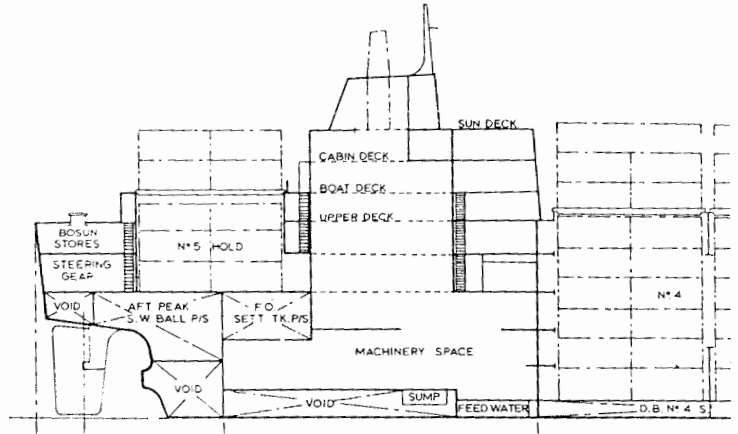 SUN DECK
CABIN DECK
BOAT DECK
UPPER DECK
BOSUN
STORES
Nº 5 HOLD
STEERING
GEAR
VOID
AFT PEAK
S.W. BALL P/S
F.O.
SETT TK. P/S
Nº 4
MACHINERY SPACE
VOID
VOID
SUMP
FEED WATER
D.B. Nº 4 S